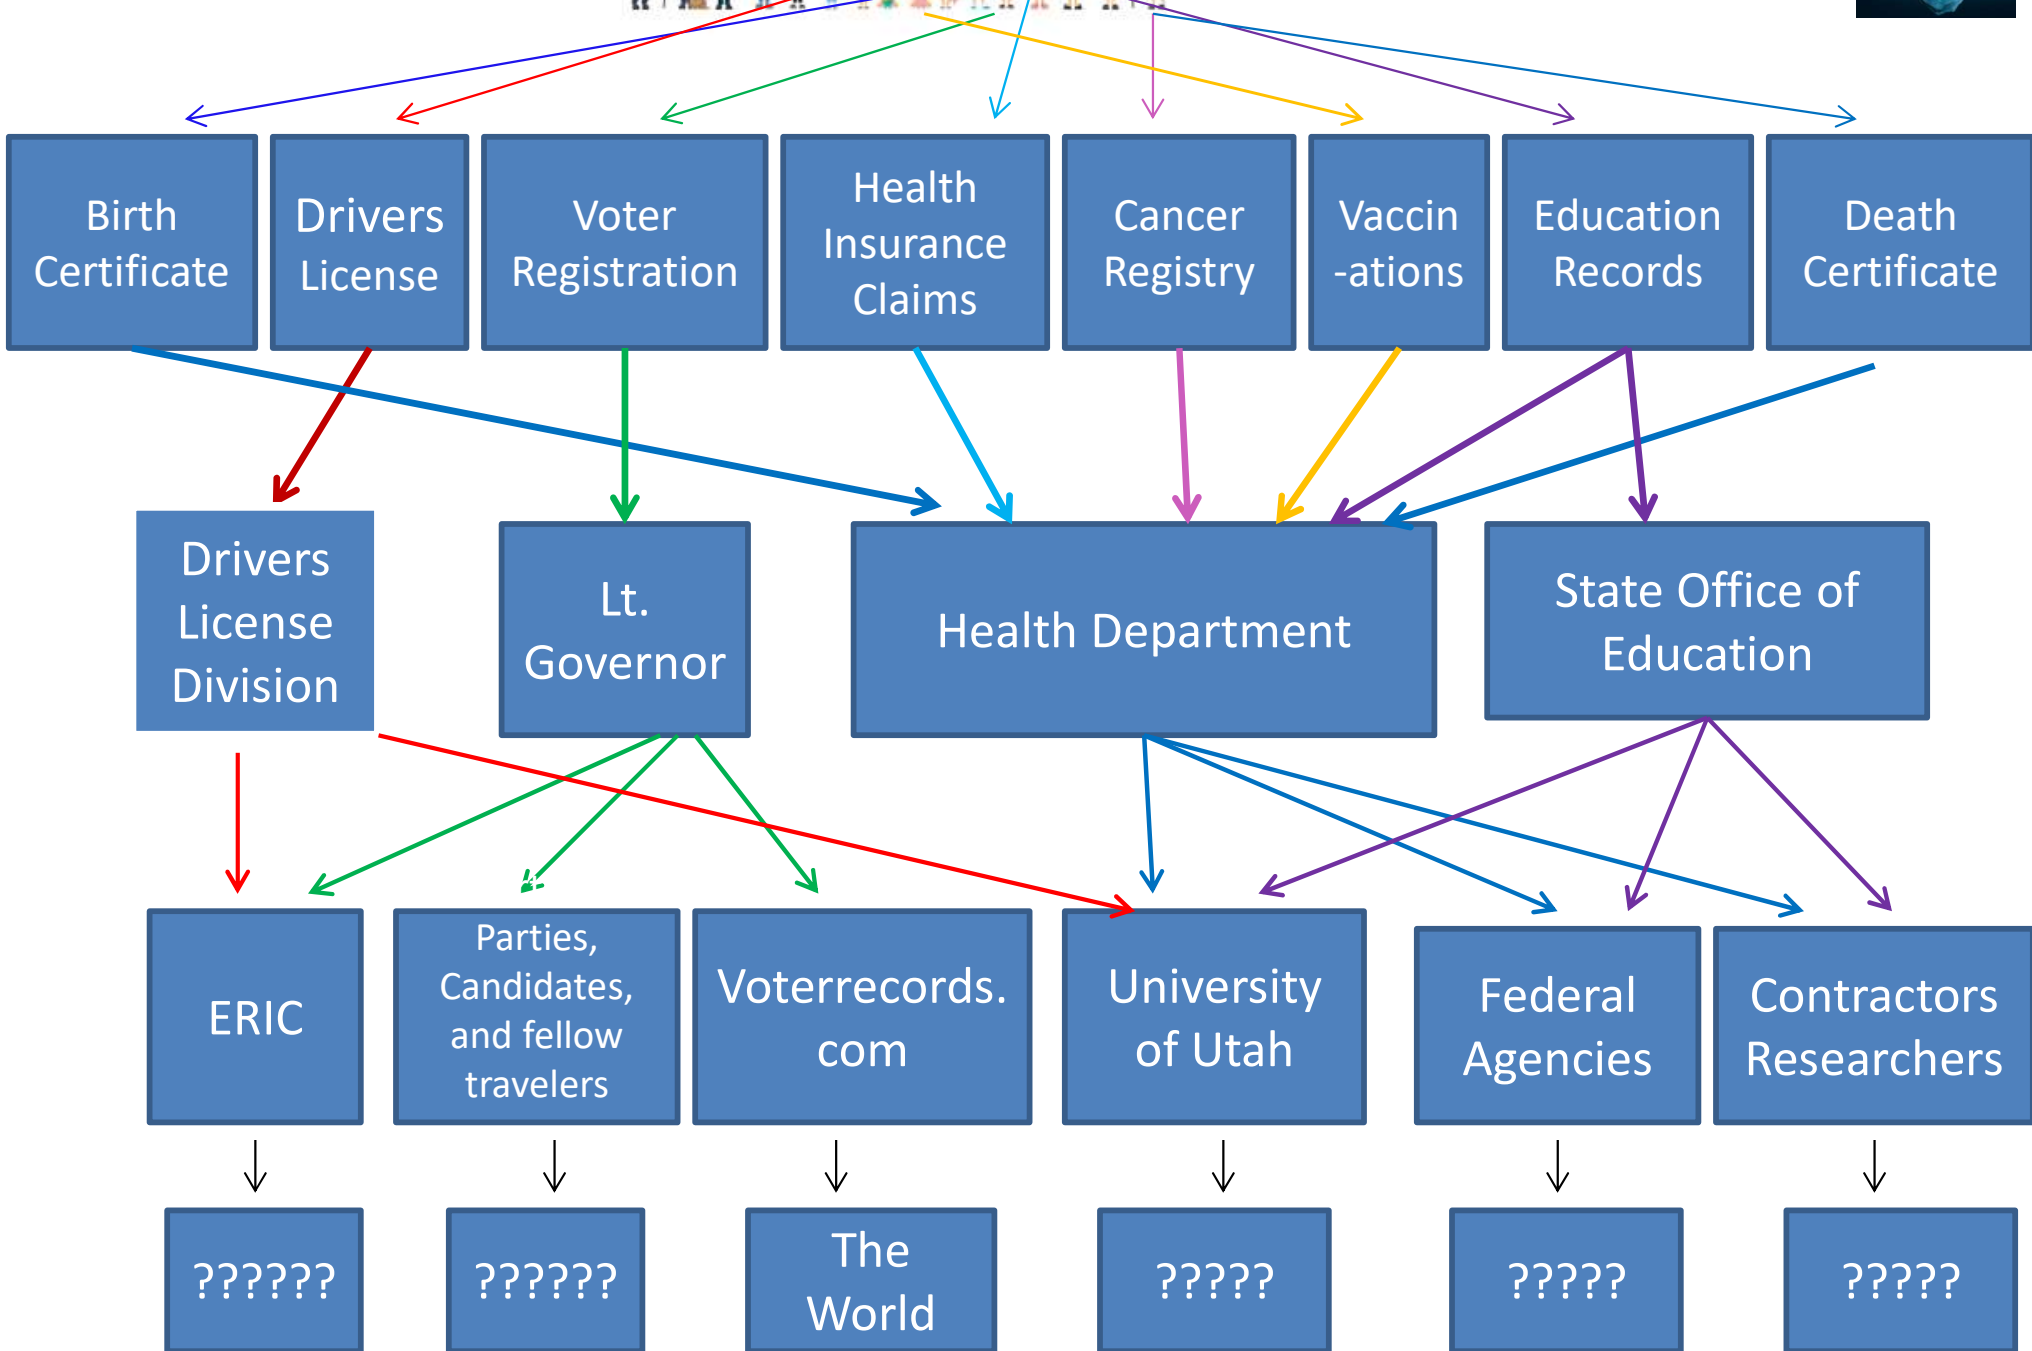 Birth
Certificate
Drivers
License
Voter
Registration
Health
Insurance
Claims
Cancer
Registry
Vaccin
-ations
Education
Records
Death
Certificate
Drivers
License
Division
Lt.
Governor
Health Department
State Office of
Education
ERIC
Parties,
Candidates,
and fellow
travelers
Voterrecords.
com
University
of Utah
Federal
Agencies
Contractors
Researchers
??????
??????
The
World
?????
?????
?????